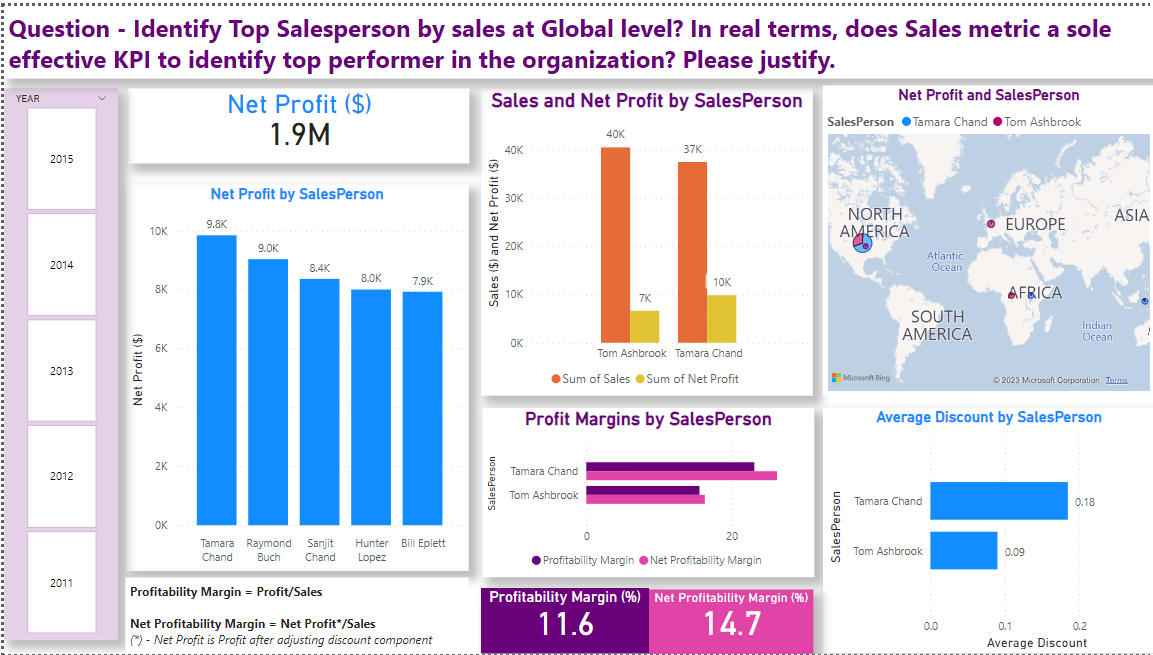 Question - Identify Top Salesperson by sales at Global level? In real terms, does Sales metric a sole
effective KPI to identify top performer in the organization? Please justify.
YEAR
2015
2014
2013
2012
2011
Net Profit ($)
1.9M
Net Profit by SalesPerson
Net Profit ($)
10K
8K
6K
4K
2K
0K
9.8K
9.0K
8.4K
8.0K
7.9K
Tamara
Chand
Raymond
Buch
Sanjit
Chand
Hunter
Lopez
Bill Eplett
Profitability Margin = Profit/Sales
Net Profitability Margin = Net Profit*/Sales
(*) - Net Profit is Profit after adjusting discount component
Sales and Net Profit by SalesPerson
Sales ($) and Net Profit ($)
40K
30K
20K
10K
0K
40K
7K
37K
10K
Tom Ashbrook
Tamara Chand
Sum of Sales
Sum of Net Profit
Profit Margins by SalesPerson
SalesPerson
Tamara Chand
Tom Ashbrook
0
20
Profitability Margin
Net Profitability Margin
Profitability Margin (%)
11.6
Net Profitability Margin (%)
14.7
Net Profit and SalesPerson
SalesPerson
Tamara Chand
Tom Ashbrook
NORTH
AMERICA
EUROPE
ASIA
Atlantic
Ocean
AFRICA
SOUTH
AMERICA
Indian
Ocean
Microsoft Bing
© 2023 Microsoft Corporation
Terms
Average Discount by SalesPerson
SalesPerson
Tamara Chand
0.18
Tom Ashbrook
0.09
0.0
0.1
0.2
Average Discount